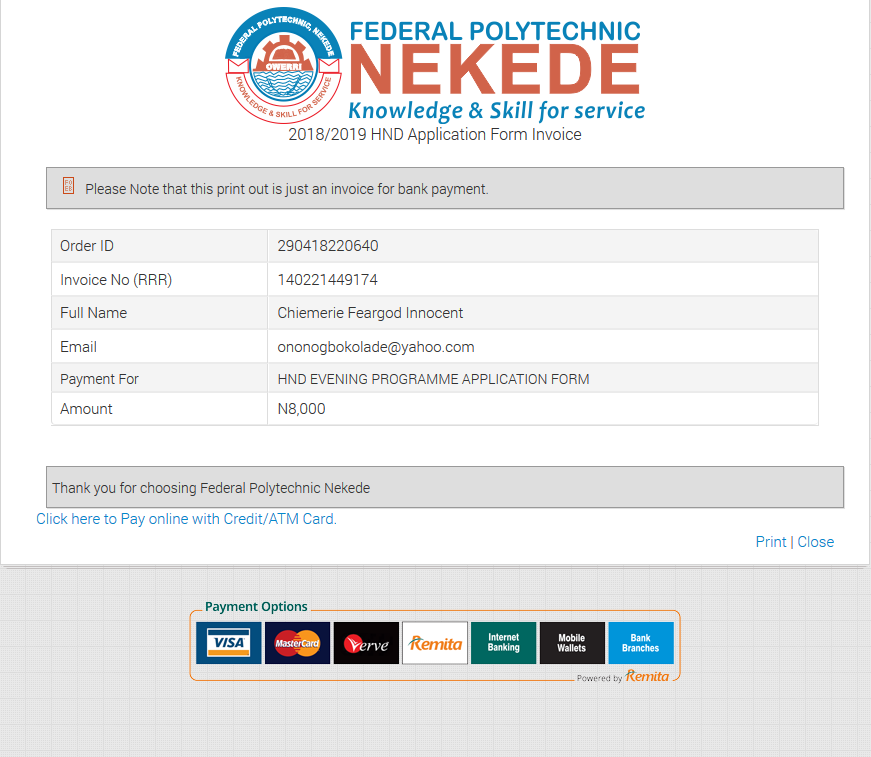 FEDERAL POLYTECHNIC, NEKEDE
OWERRI
KNOWLEDGE & SKILL FOR SERVICE
FEDERAL POLYTECHNIC
NEKEDE
Knowledge & Skill for service
2018/2019 HND Application Form Invoice
Please Note that this print out is just an invoice for bank payment.
Order ID 290418220640
Invoice No (RRR) 140221449174
Full Name Chiemerie Feargod Innocent
Email ononogbokolade@yahoo.com
Payment For HND EVENING PROGRAMME APPLICATION FORM
Amount N8,000
Thank you for choosing Federal Polytechnic Nekede
Click here to Pay online with Credit/ATM Card.
Print | Close
Payment Options
VISA MasterCard Verve Remita Internet Banking Mobile Wallets Bank Branches
Powered by Remita